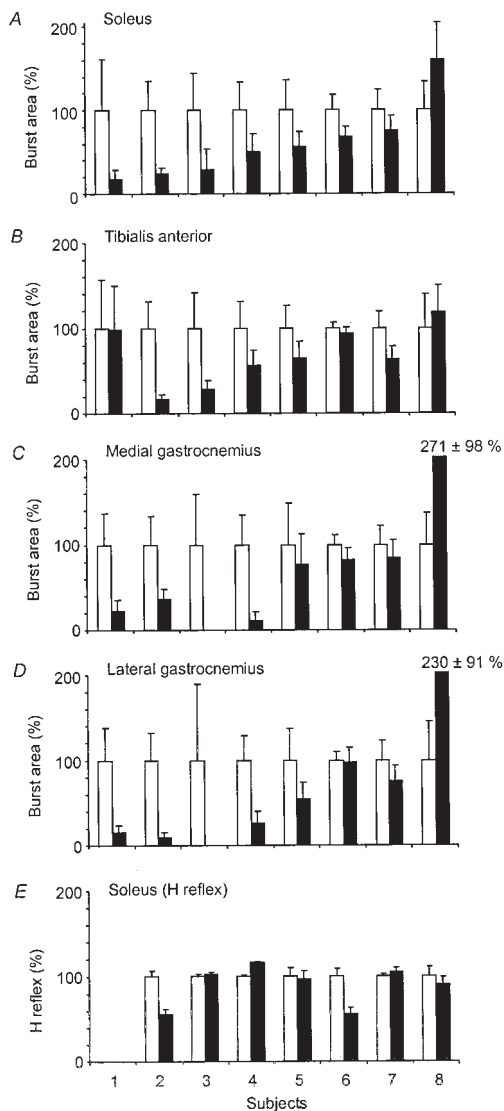 A Soleus
200
100
0
Burst area (%)
B Tibialis anterior
200
100
0
Burst area (%)
C Medial gastrocnemius
271 ± 98 %
200
100
0
Burst area (%)
D Lateral gastrocnemius
230 ± 91 %
200
100
0
Burst area (%)
E Soleus (H reflex)
200
100
0
H reflex (%)
1 2 3 4 5 6 7 8
Subjects